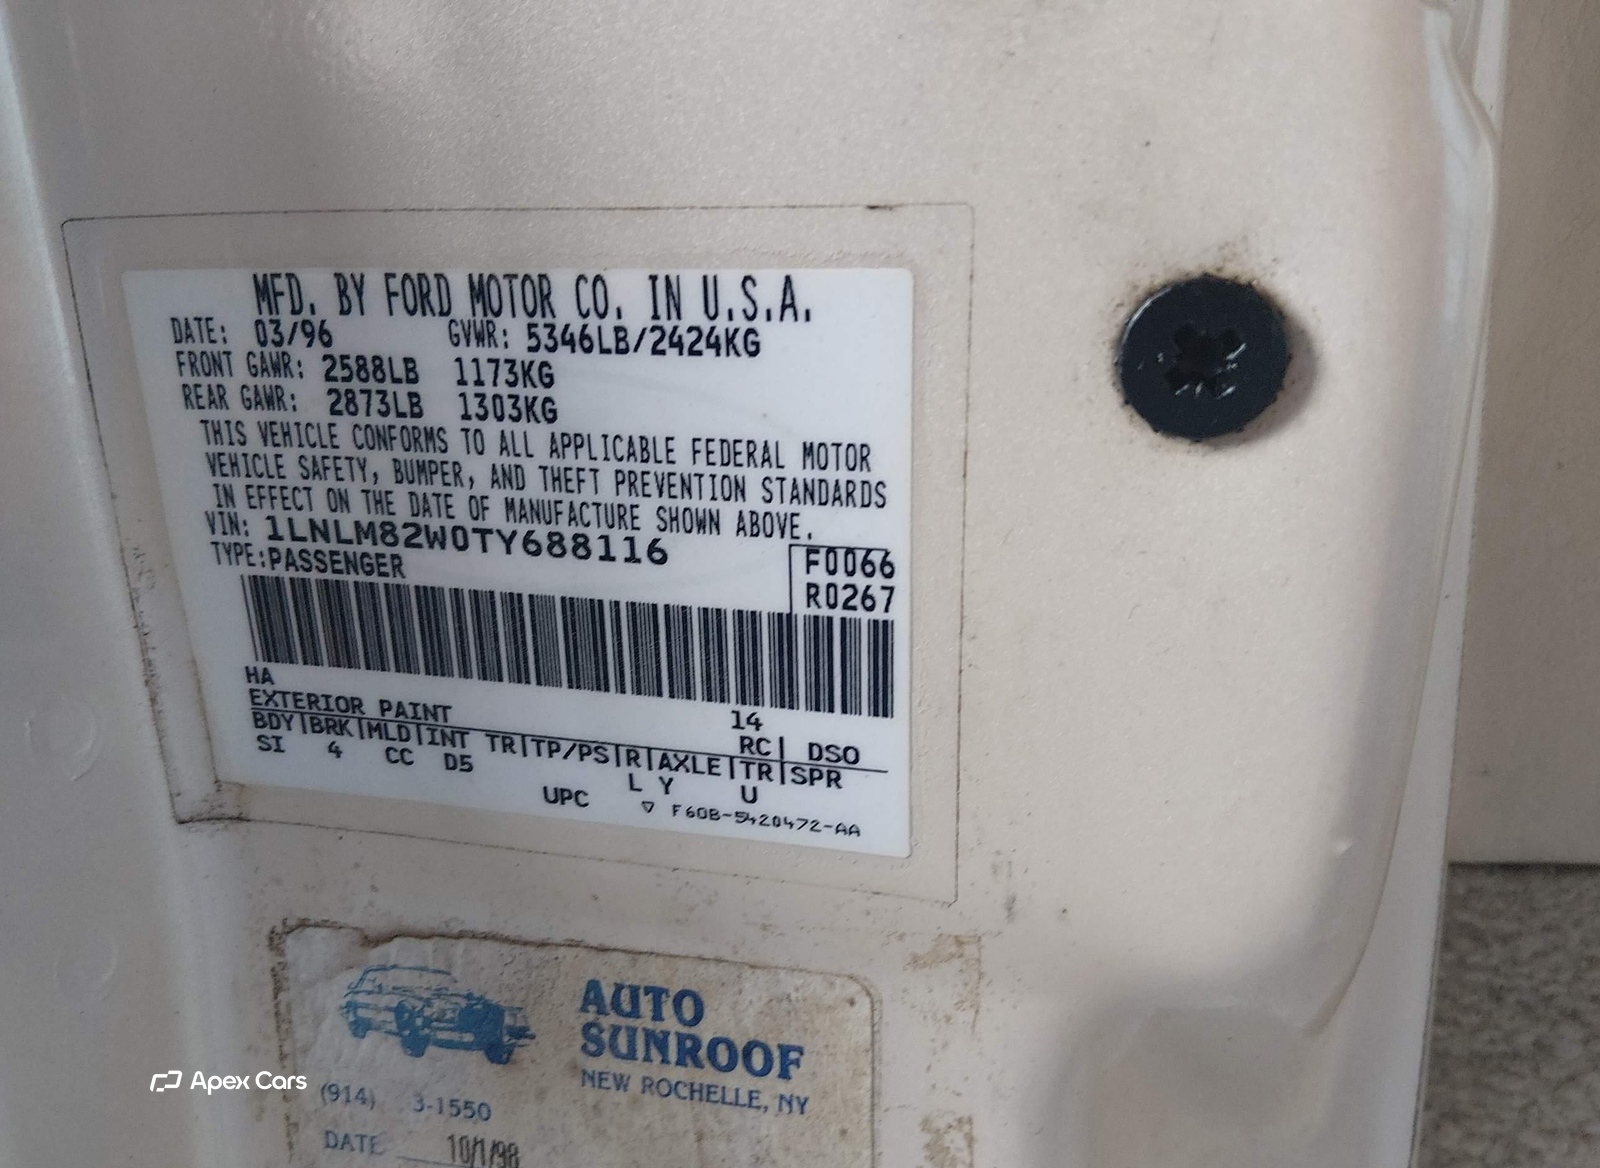 MFD. BY FORD MOTOR CO. IN U.S.A.
DATE: 03/96 GVWR: 5346LB/2424KG
FRONT GAWR: 2588LB 1173KG
REAR GAWR: 2873LB 1303KG
THIS VEHICLE CONFORMS TO ALL APPLICABLE FEDERAL MOTOR
VEHICLE SAFETY, BUMPER, AND THEFT PREVENTION STANDARDS
IN EFFECT ON THE DATE OF MANUFACTURE SHOWN ABOVE.
VIN: 1LNLM82W0TY688116
TYPE: PASSENGER
F0066
R0267
HA
EXTERIOR PAINT 14
RC| DSO
BDY|BRK|MLD|INT TR|TP/PS|R|AXLE|TR|SPR
SI 4 CC D5 L Y U
UPC ▽ F60B-5420472-AA
AUTO
SUNROOF
NEW ROCHELLE, NY
(914) 3-1550
DATE 10/1/98
Apex Cars